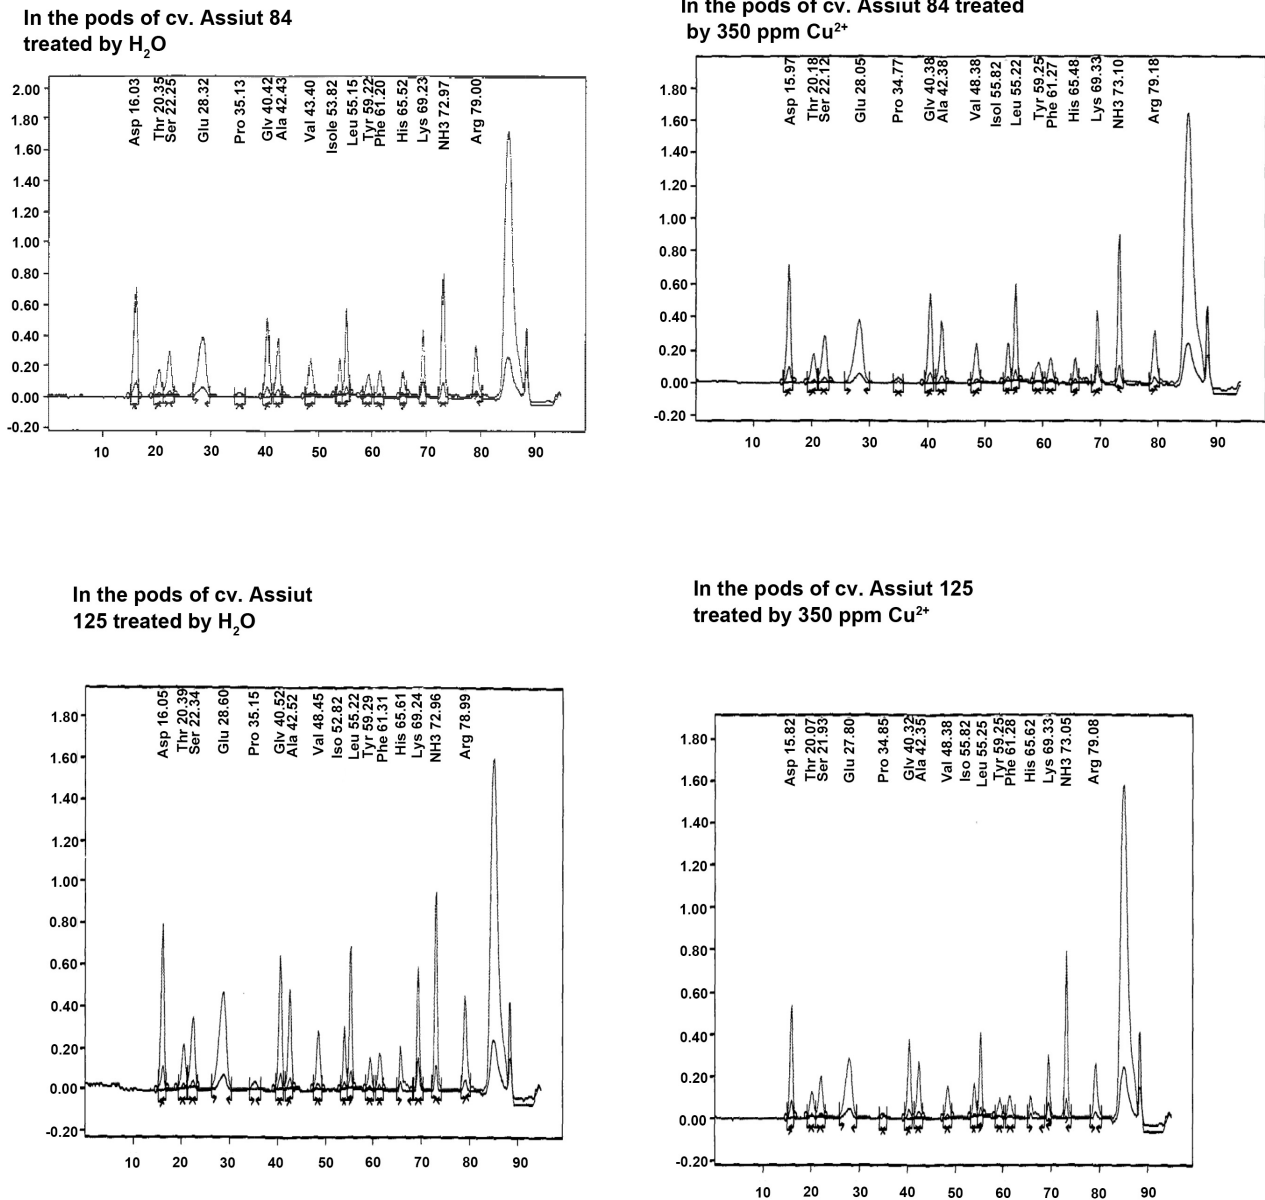 In the pods of cv. Assiut 84
treated by H₂O
2.00
1.80
1.60
1.40
1.20
1.00
0.80
0.60
0.40
0.20
0.00
-0.20
Asp 16.03
Thr 20.35
Ser 22.25
Glu 28.32
Pro 35.13
Glv 40.42
Ala 42.43
Val 43.40
Isole 53.82
Leu 55.15
Tyr 59.22
Phe 61.20
His 65.52
Lys 69.23
NH3 72.97
Arg 79.00
10 20 30 40 50 60 70 80 90
In the pods of cv. Assiut 84 treated
by 350 ppm Cu²⁺
1.80
1.60
1.40
1.20
1.00
0.80
0.60
0.40
0.20
0.00
-0.20
Asp 15.97
Thr 20.18
Ser 22.12
Glu 28.05
Pro 34.77
Glv 40.38
Ala 42.38
Val 48.38
Isol 55.82
Leu 55.22
Tyr 59.25
Phe 61.27
His 65.48
Lys 69.33
NH3 73.10
Arg 79.18
10 20 30 40 50 60 70 80 90
In the pods of cv. Assiut
125 treated by H₂O
1.80
1.60
1.40
1.20
1.00
0.80
0.60
0.40
0.20
0.00
-0.20
Asp 16.05
Thr 20.39
Ser 22.34
Glu 28.60
Pro 35.15
Glv 40.52
Ala 42.52
Val 48.45
Iso 52.82
Leu 55.22
Tyr 59.29
Phe 61.31
His 65.61
Lys 69.24
NH3 72.96
Arg 78.99
10 20 30 40 50 60 70 80 90
In the pods of cv. Assiut 125
treated by 350 ppm Cu²⁺
1.80
1.60
1.40
1.20
1.00
0.80
0.60
0.40
0.20
0.00
-0.20
Asp 15.82
Thr 20.07
Ser 21.93
Glu 27.80
Pro 34.85
Glv 40.32
Ala 42.35
Val 48.38
Iso 55.82
Leu 55.25
Tyr 59.25
Phe 61.28
His 65.62
Lys 69.33
NH3 73.05
Arg 79.08
10 20 30 40 50 60 70 80 90